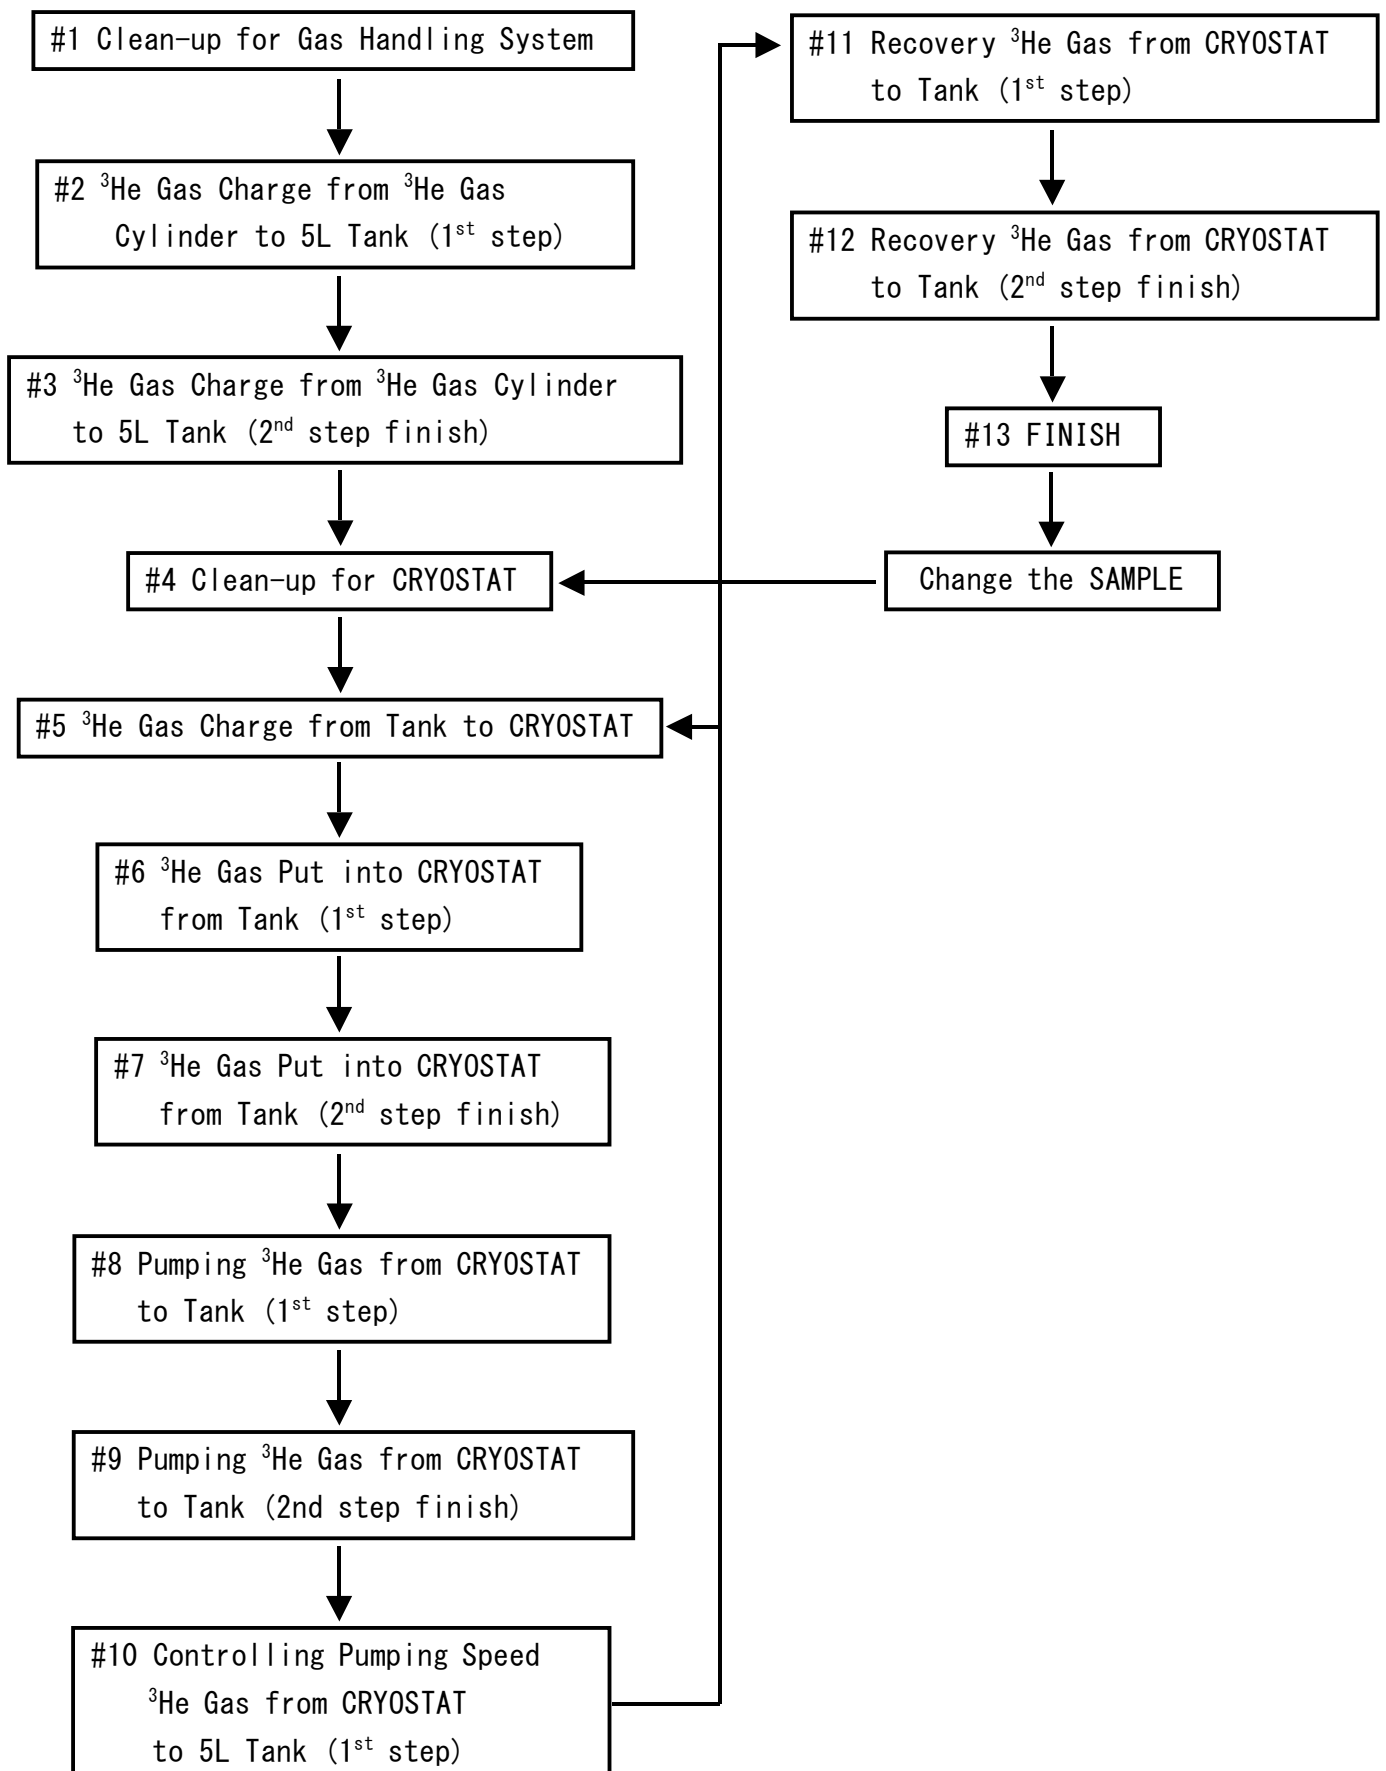 #1 Clean-up for Gas Handling System
#2 ³He Gas Charge from ³He Gas
Cylinder to 5L Tank (1ˢᵗ step)
#3 ³He Gas Charge from ³He Gas Cylinder
to 5L Tank (2ⁿᵈ step finish)
#4 Clean-up for CRYOSTAT
#5 ³He Gas Charge from Tank to CRYOSTAT
#6 ³He Gas Put into CRYOSTAT
from Tank (1ˢᵗ step)
#7 ³He Gas Put into CRYOSTAT
from Tank (2ⁿᵈ step finish)
#8 Pumping ³He Gas from CRYOSTAT
to Tank (1ˢᵗ step)
#9 Pumping ³He Gas from CRYOSTAT
to Tank (2nd step finish)
#10 Controlling Pumping Speed
³He Gas from CRYOSTAT
to 5L Tank (1ˢᵗ step)
#11 Recovery ³He Gas from CRYOSTAT
to Tank (1ˢᵗ step)
#12 Recovery ³He Gas from CRYOSTAT
to Tank (2ⁿᵈ step finish)
#13 FINISH
Change the SAMPLE